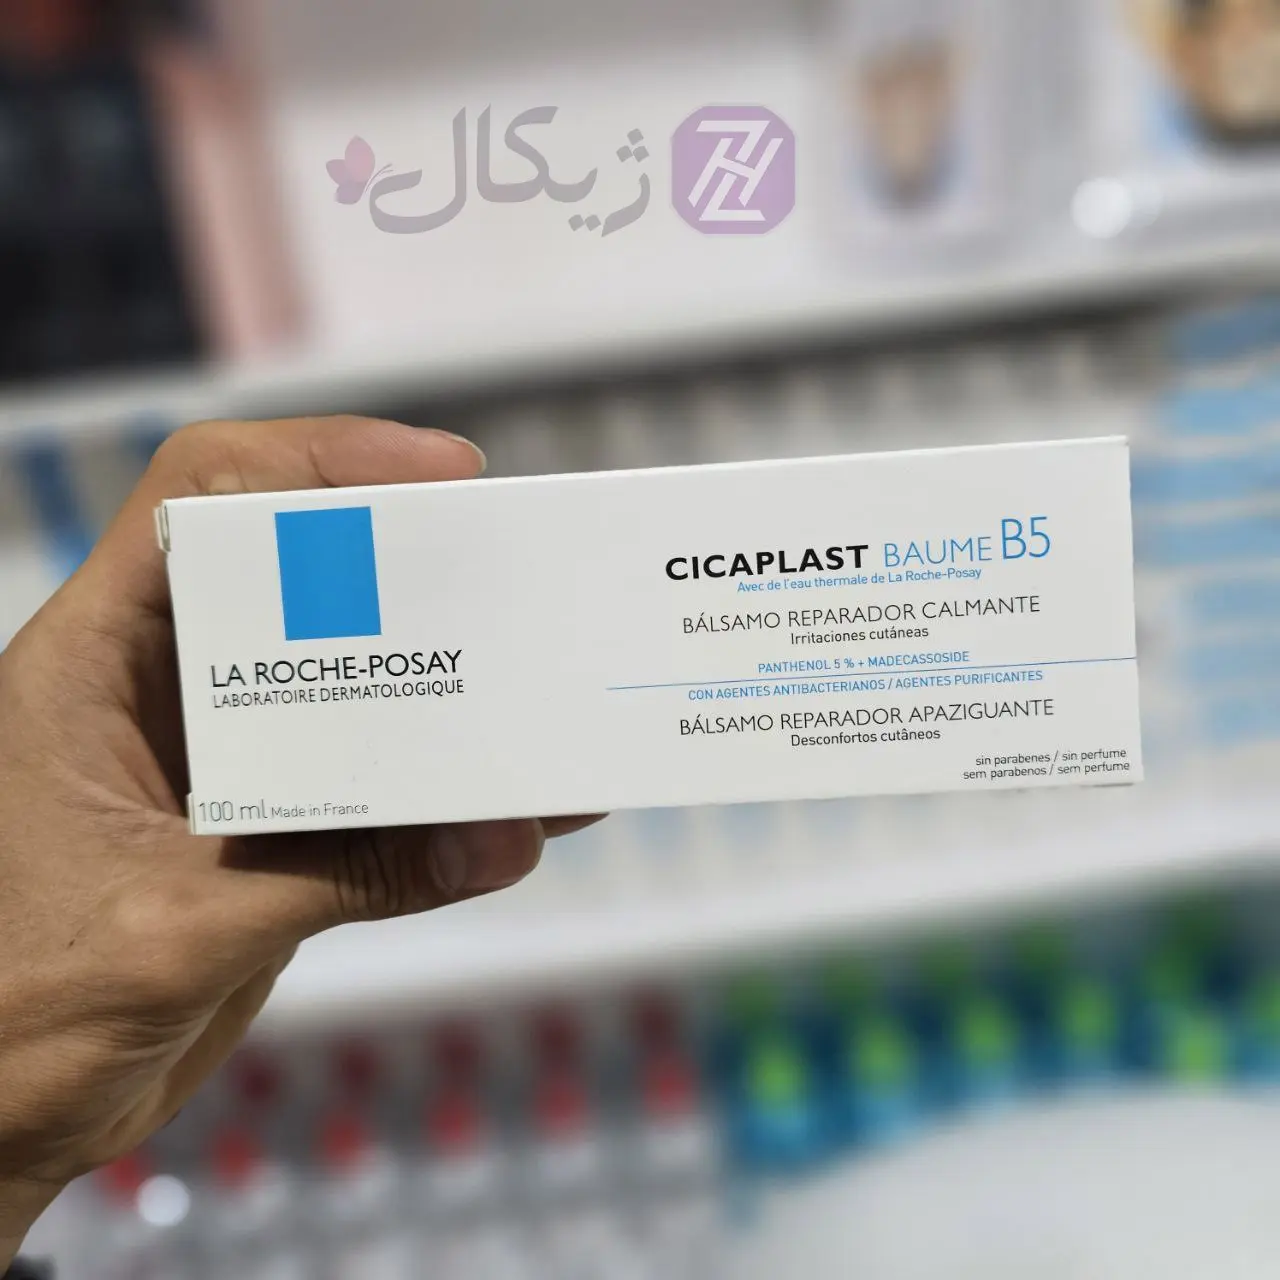 ژیکال
LA ROCHE-POSAY
LABORATOIRE DERMATOLOGIQUE
100 ml Made in France
CICAPLAST BAUME B5
Avec de l'eau thermale de La Roche-Posay
BÁLSAMO REPARADOR CALMANTE
Irritaciones cutáneas
PANTHENOL 5 % + MADECASSOSIDE
CON AGENTES ANTIBACTERIANOS / AGENTES PURIFICANTES
BÁLSAMO REPARADOR APAZIGUANTE
Desconfortos cutâneos
sin parabenes / sin perfume
sem parabenos / sem perfume